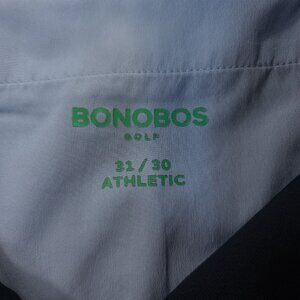 BONOBOS
GOLF
31 / 30
ATHLETIC